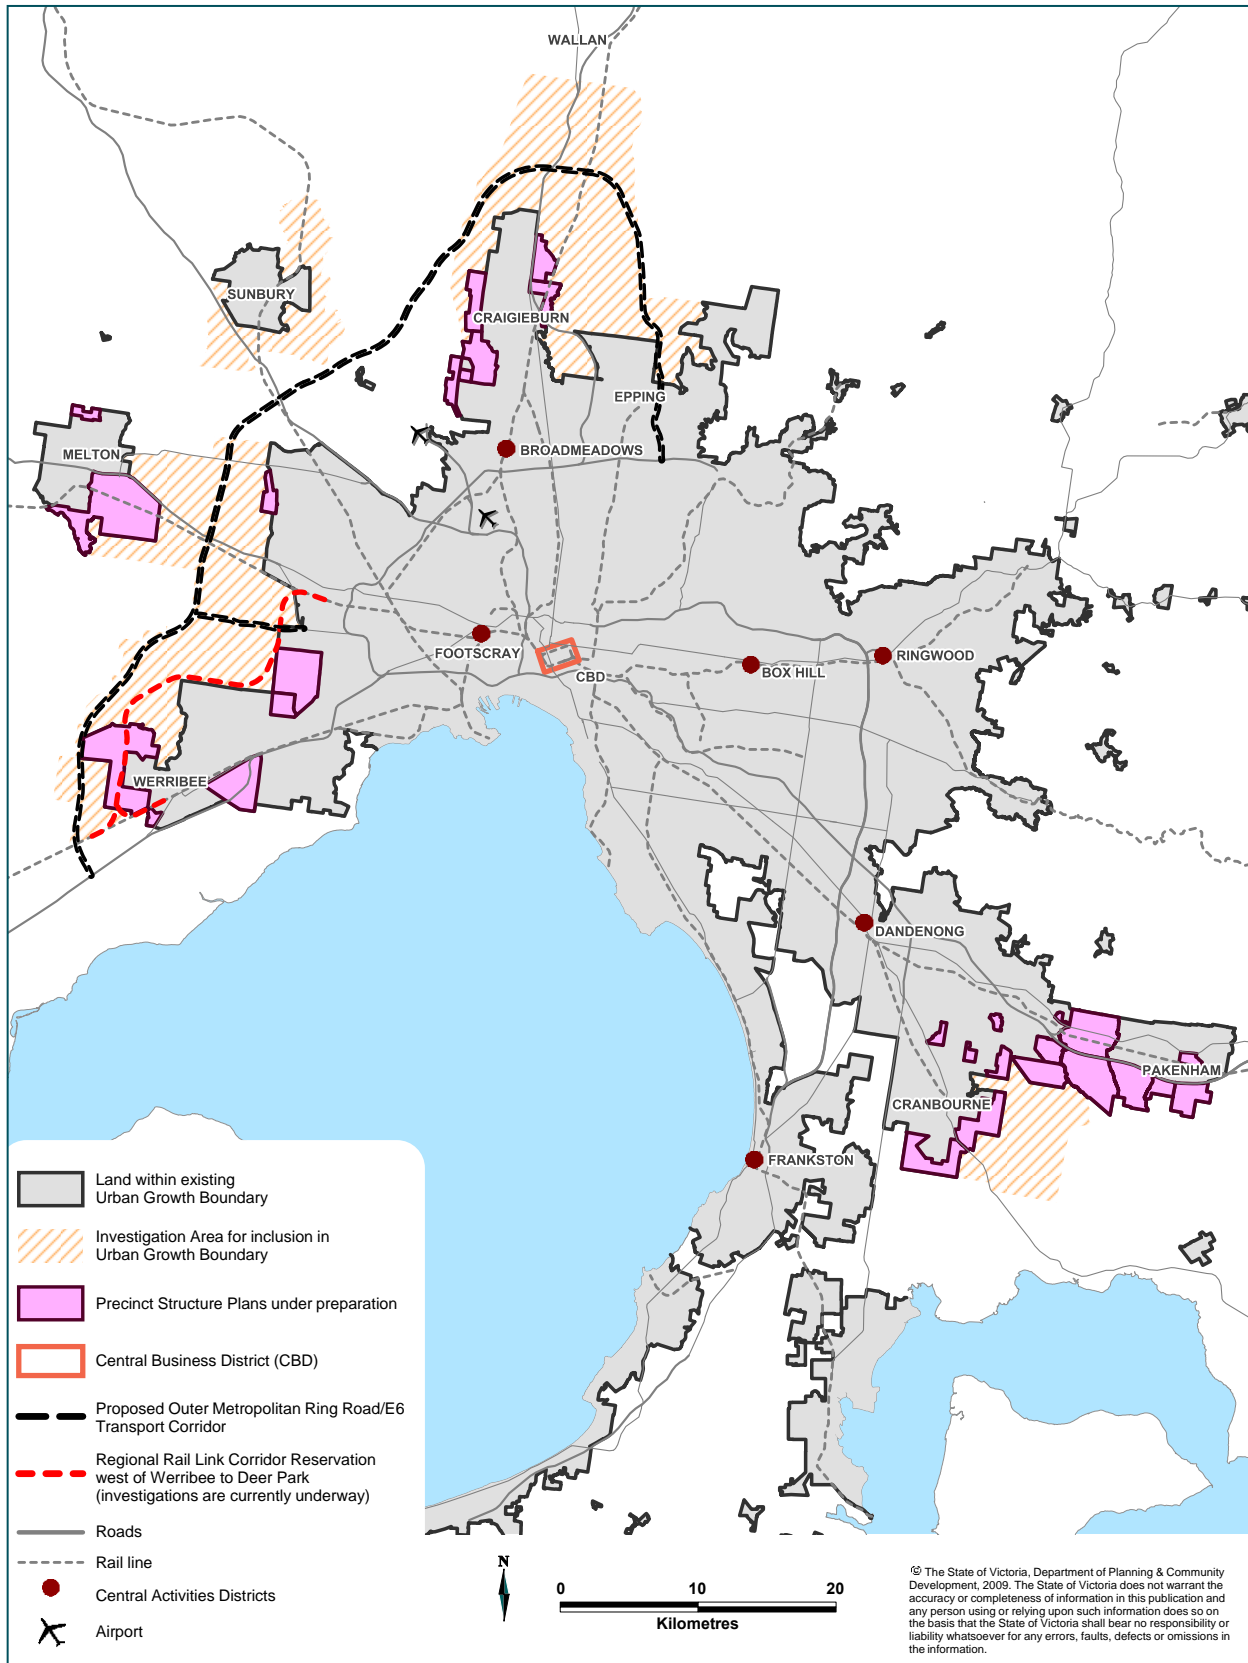 WALLAN
SUNBURY
CRAIGIEBURN
EPPING
MELTON
BROADMEADOWS
FOOTSCRAY
CBD
BOX HILL
RINGWOOD
WERRIBEE
DANDENONG
PAKENHAM
CRANBOURNE
FRANKSTON
Land within existing
Urban Growth Boundary
Investigation Area for inclusion in
Urban Growth Boundary
Precinct Structure Plans under preparation
Central Business District (CBD)
Proposed Outer Metropolitan Ring Road/E6
Transport Corridor
Regional Rail Link Corridor Reservation
west of Werribee to Deer Park
(investigations are currently underway)
Roads
Rail line
Central Activities Districts
Airport
N
0 10 20
Kilometres
© The State of Victoria, Department of Planning & Community
Development, 2009. The State of Victoria does not warrant the
accuracy or completeness of information in this publication and
any person using or relying upon such information does so on
the basis that the State of Victoria shall bear no responsibility or
liability whatsoever for any errors, faults, defects or omissions in
the information.